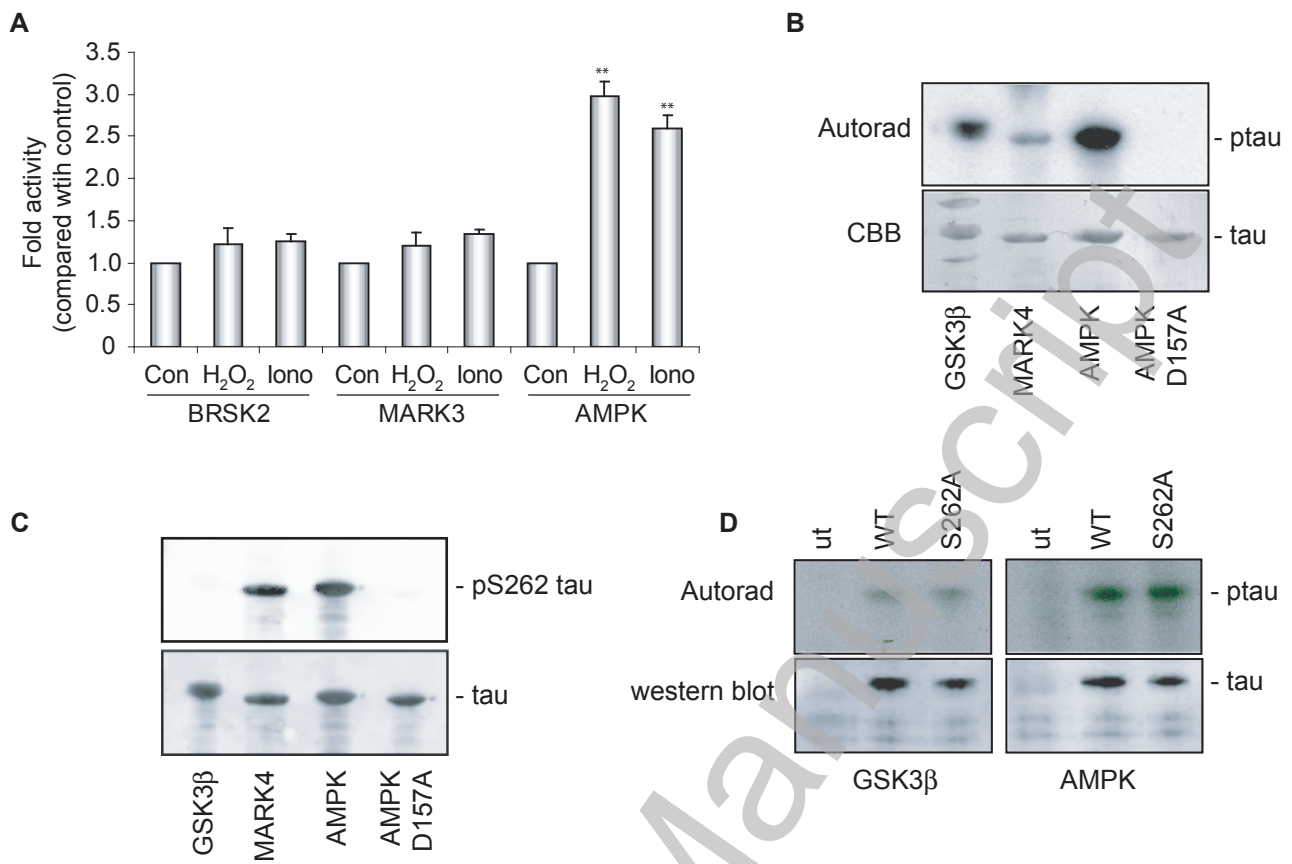 A
Fold activity
(compared wtih control)
3.5
3.0
2.5
2.0
1.5
1.0
0.5
0
**
**
Con H₂O₂ Iono Con H₂O₂ Iono Con H₂O₂ Iono
BRSK2 MARK3 AMPK
B
Autorad
- ptau
CBB
- tau
GSK3β
MARK4
AMPK
AMPK
D157A
C
- pS262 tau
- tau
GSK3β
MARK4
AMPK
AMPK
D157A
D
ut WT S262A ut WT S262A
Autorad
- ptau
western blot
- tau
GSK3β AMPK
Manuscript